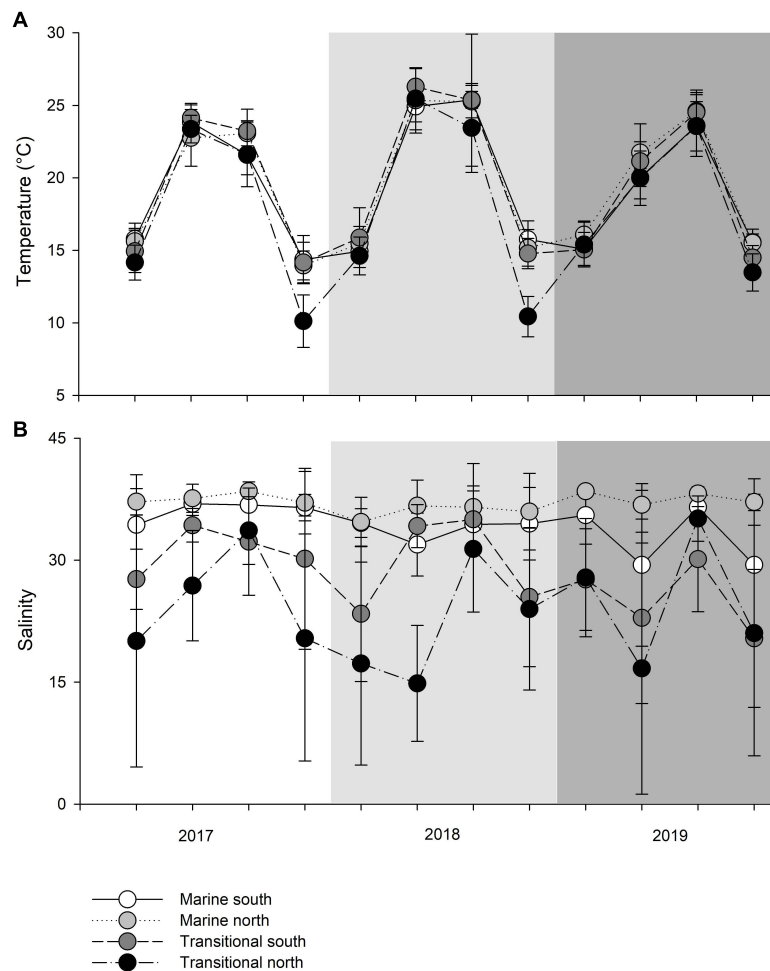 A
30
25
20
15
10
5
Temperature (°C)
B
45
30
15
0
Salinity
2017 2018 2019
Marine south
Marine north
Transitional south
Transitional north